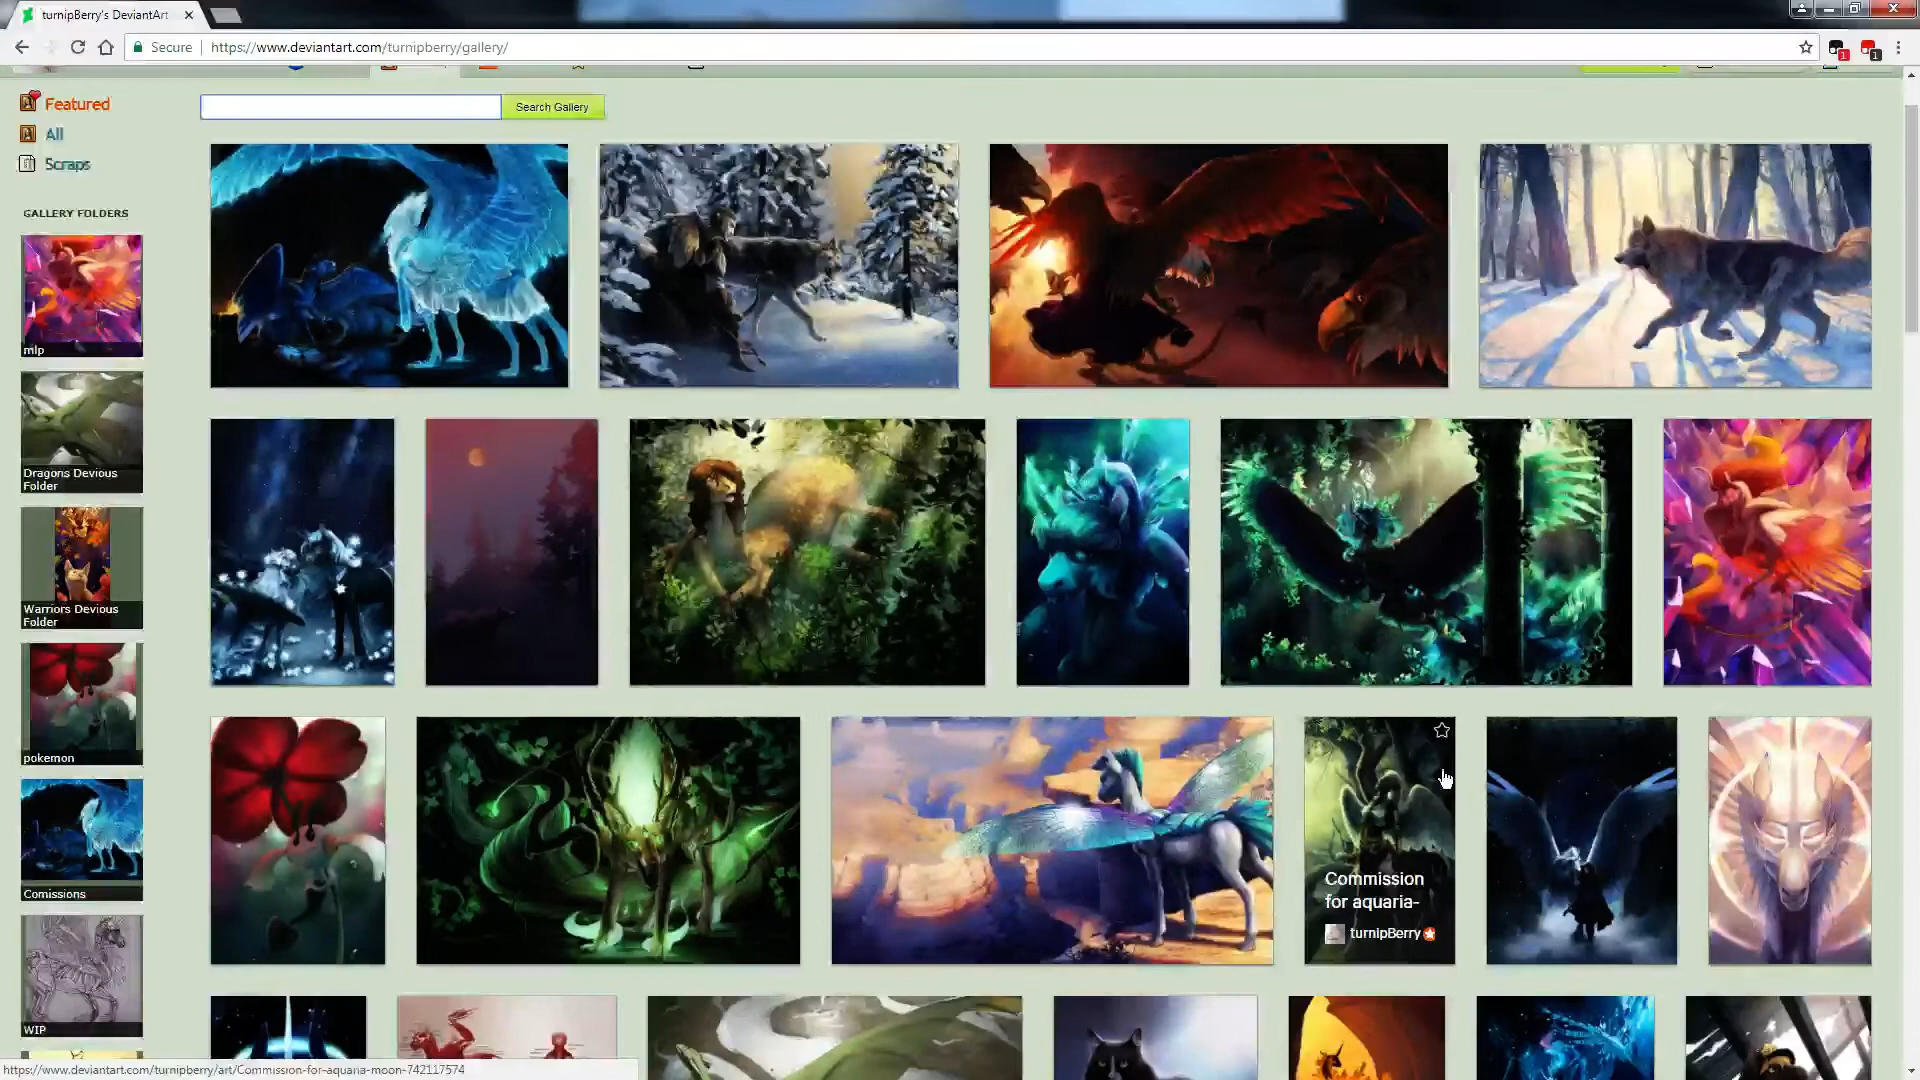 turnipBerry's DeviantArt
Secure
https://www.deviantart.com/turnipberry/gallery/
1
1
Featured
Search Gallery
All
Scraps
GALLERY FOLDERS
mlp
Dragons Devious
Folder
Warriors Devious
Folder
pokemon
Comissions
WIP
Commission
for aquaria-
turnipBerry
https://www.deviantart.com/turnipberry/art/Commission-for-aquaria-moon-742117574